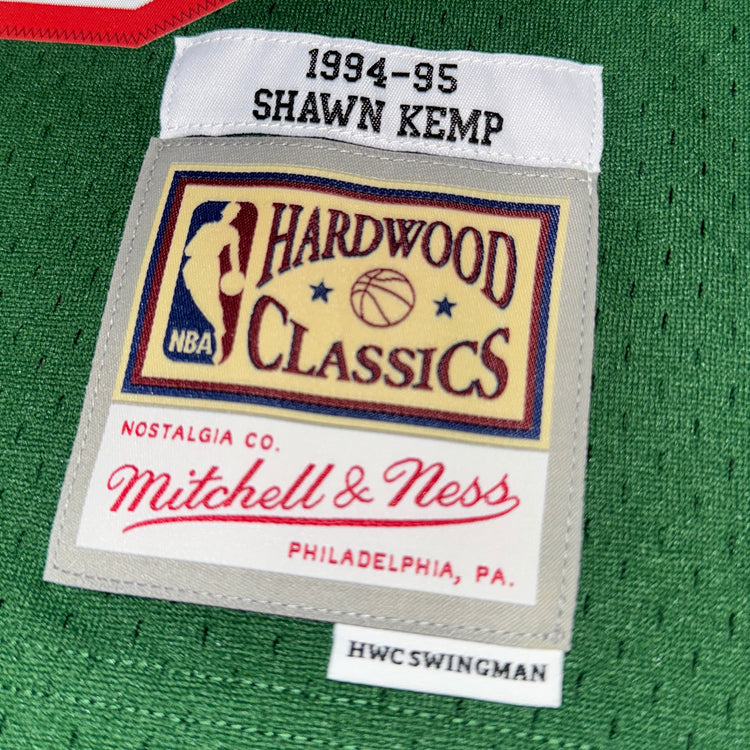 1994-95
SHAWN KEMP
HARDWOOD
NBA
CLASSICS
NOSTALGIA CO.
Mitchell & Ness
PHILADELPHIA, PA.
HWC SWINGMAN